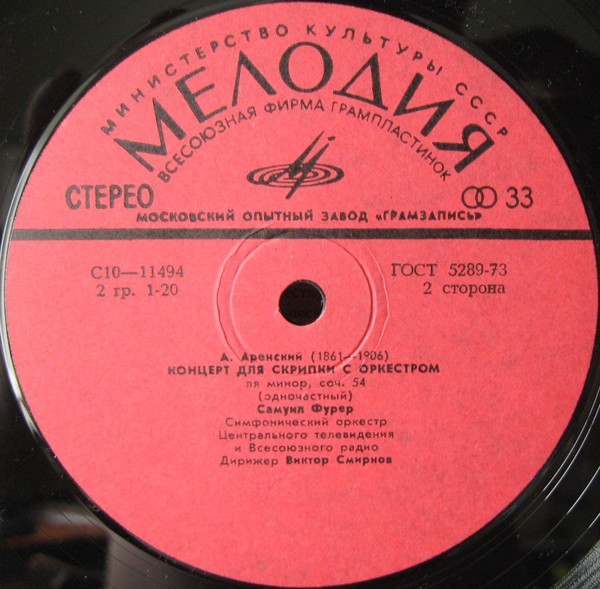 МИНИСТЕРСТВО КУЛЬТУРЫ СССР
МЕЛОДИЯ
ВСЕСОЮЗНАЯ ФИРМА ГРАМПЛАСТИНОК
СТЕРЕО
33
МОСКОВСКИЙ ОПЫТНЫЙ ЗАВОД «ГРАМЗАПИСЬ»
С10—11494
ГОСТ 5289-73
2 гр. 1-20
2 сторона
А. Аренский (1861—1906)
КОНЦЕРТ ДЛЯ СКРИПКИ С ОРКЕСТРОМ
ля минор, соч. 54
(одночастный)
Самуил Фурер
Симфонический оркестр
Центрального телевидения
и Всесоюзного радио
Дирижер Виктор Смирнов